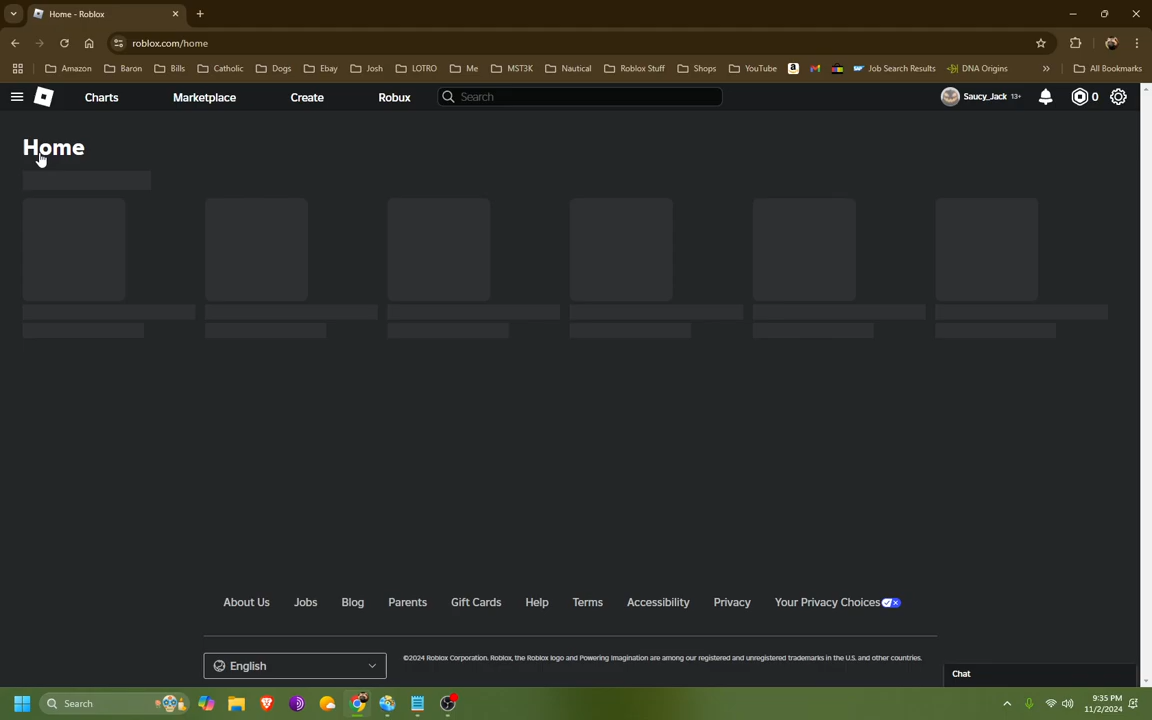 Home - Roblox
roblox.com/home
Amazon Baron Bills Catholic Dogs Ebay Josh LOTRO Me MST3K Nautical Roblox Stuff Shops YouTube Job Search Results DNA Origins » All Bookmarks
Charts Marketplace Create Robux Search Saucy_Jack 13+ 0
Home
About Us Jobs Blog Parents Gift Cards Help Terms Accessibility Privacy Your Privacy Choices
English
©2024 Roblox Corporation. Roblox, the Roblox logo and Powering Imagination are among our registered and unregistered trademarks in the U.S. and other countries.
Chat
Search
9:35 PM
11/2/2024